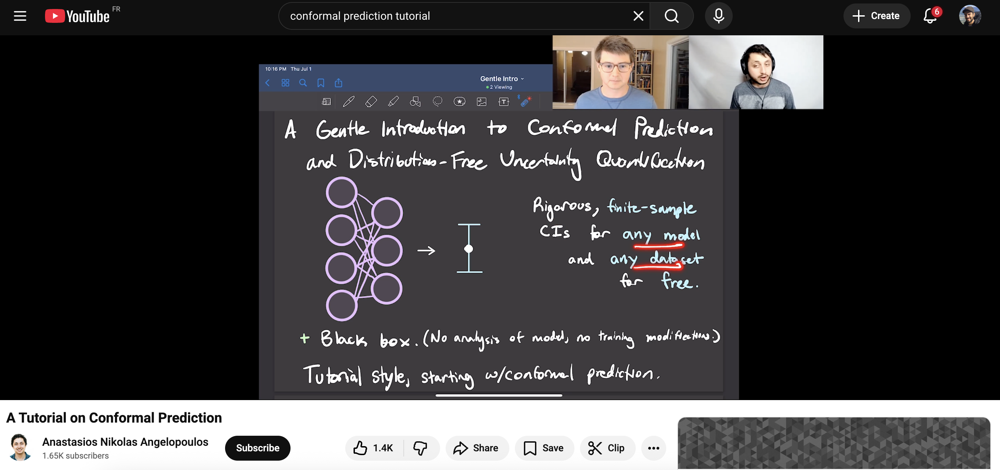 YouTube FR
conformal prediction tutorial
Create
6
10:16 PM Thu Jul 1
Gentle Intro
2 Viewing
T
A Gentle Introduction to Conformal Prediction
and Distribution-Free Uncertainty Quantification
Rigorous, finite-sample
CIs for any model
and any dataset
for free.
+ Black box. (No analysis of model, no training modifications.)
Tutorial style, starting w/conformal prediction.
A Tutorial on Conformal Prediction
Anastasios Nikolas Angelopoulos
1.65K subscribers
Subscribe
1.4K
Share
Save
Clip